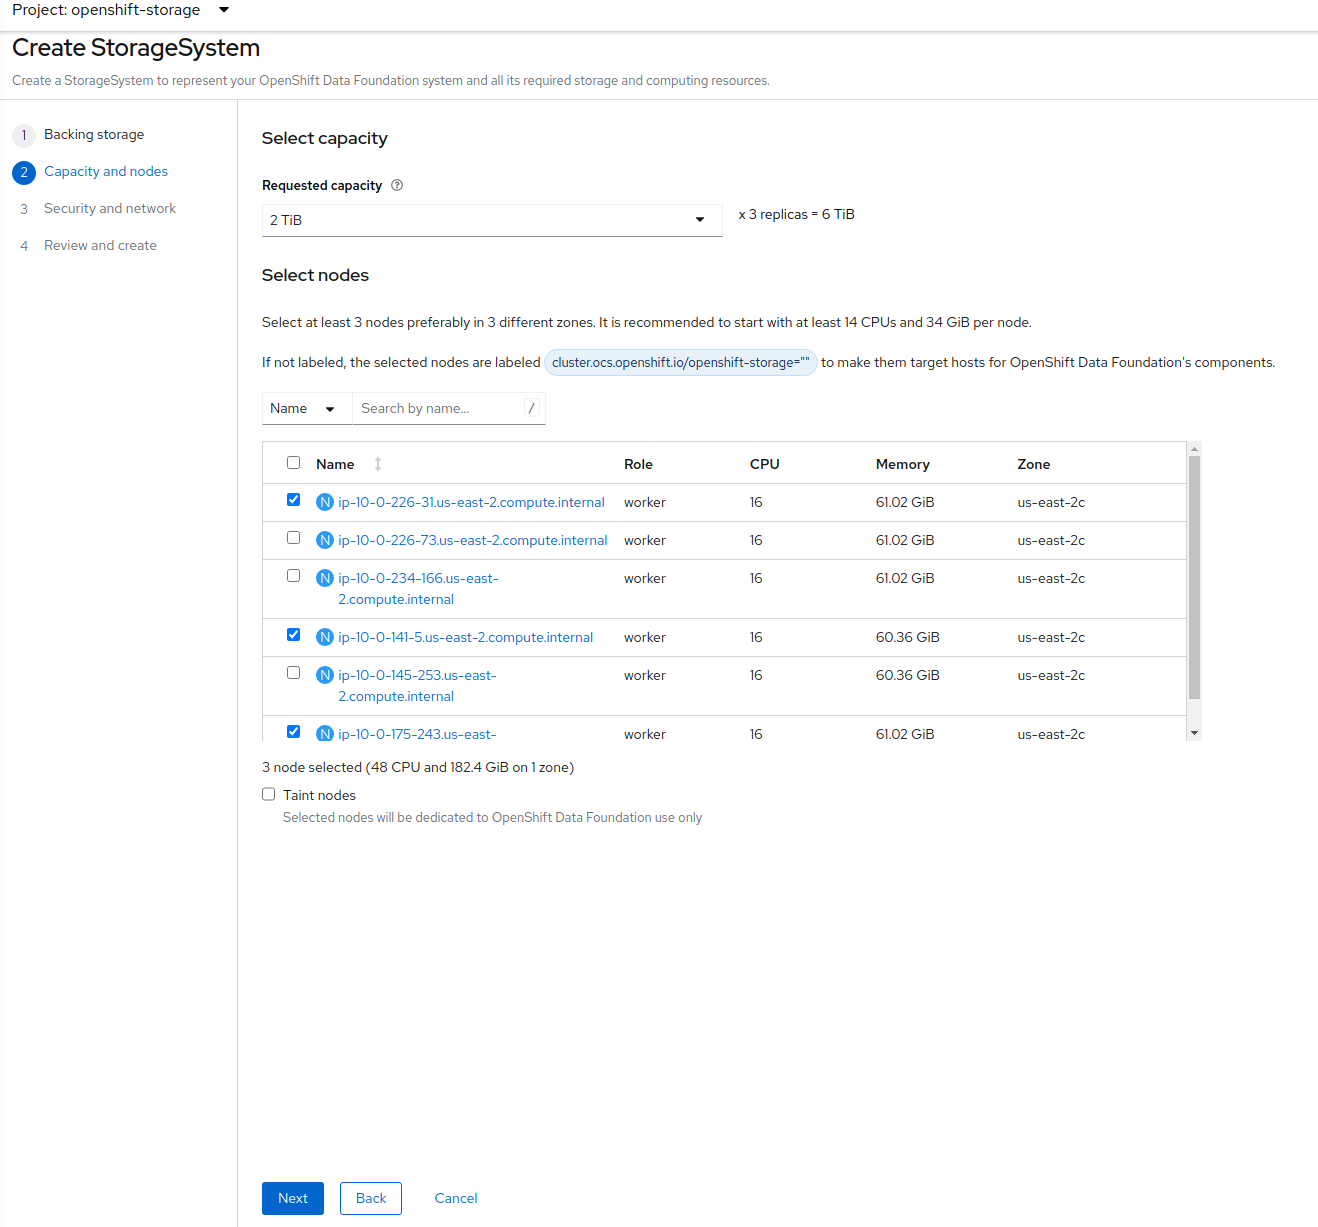 Project: openshift-storage
Create StorageSystem
Create a StorageSystem to represent your OpenShift Data Foundation system and all its required storage and computing resources.
1 Backing storage
2 Capacity and nodes
3 Security and network
4 Review and create
Select capacity
Requested capacity
2 TiB
x 3 replicas = 6 TiB
Select nodes
Select at least 3 nodes preferably in 3 different zones. It is recommended to start with at least 14 CPUs and 34 GiB per node.
If not labeled, the selected nodes are labeled cluster.ocs.openshift.io/openshift-storage="" to make them target hosts for OpenShift Data Foundation's components.
Name Search by name... /
Name Role CPU Memory Zone
N ip-10-0-226-31.us-east-2.compute.internal worker 16 61.02 GiB us-east-2c
N ip-10-0-226-73.us-east-2.compute.internal worker 16 61.02 GiB us-east-2c
N ip-10-0-234-166.us-east- worker 16 61.02 GiB us-east-2c
2.compute.internal
N ip-10-0-141-5.us-east-2.compute.internal worker 16 60.36 GiB us-east-2c
N ip-10-0-145-253.us-east- worker 16 60.36 GiB us-east-2c
2.compute.internal
N ip-10-0-175-243.us-east- worker 16 61.02 GiB us-east-2c
3 node selected (48 CPU and 182.4 GiB on 1 zone)
Taint nodes
Selected nodes will be dedicated to OpenShift Data Foundation use only
Next Back Cancel